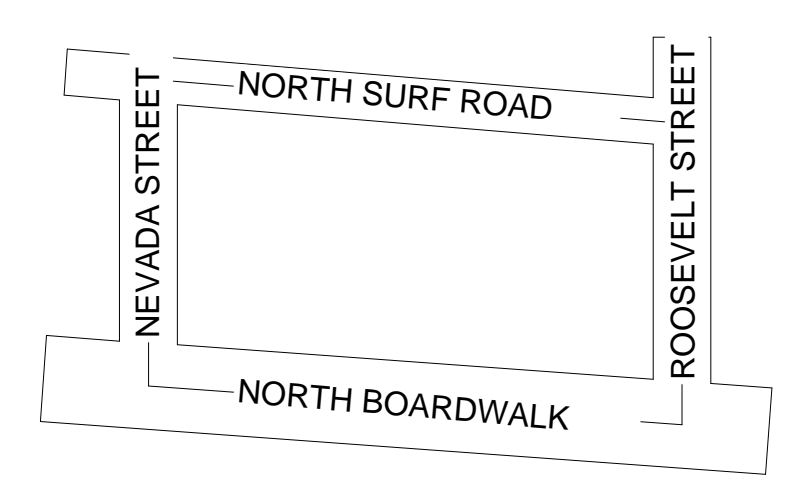 NORTH SURF ROAD
NEVADA STREET
ROOSEVELT STREET
NORTH BOARDWALK